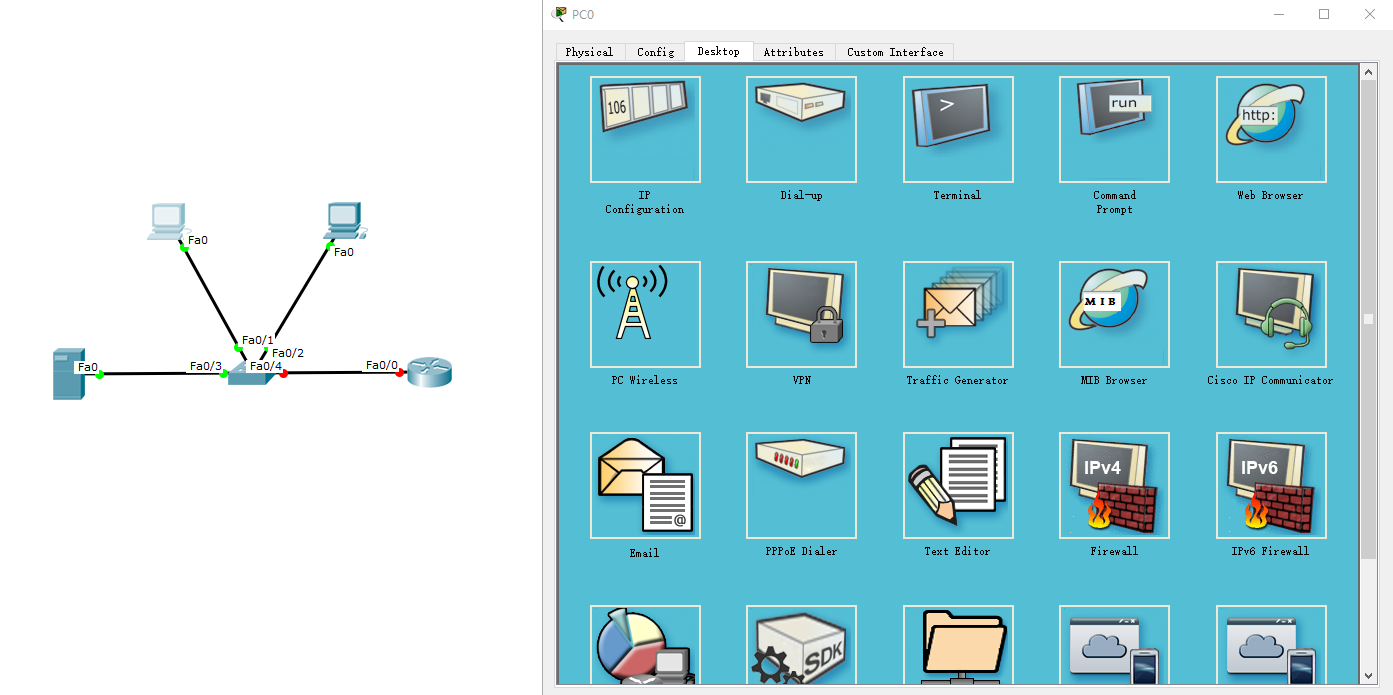 PC0
Physical
Config
Desktop
Attributes
Custom Interface
106
>
run
http:
IP
Configuration
Dial-up
Terminal
Command
Prompt
Web Browser
MIB
PC Wireless
VPN
Traffic Generator
MIB Browser
Cisco IP Communicator
@
IPv4
IPv6
Email
PPPoE Dialer
Text Editor
Firewall
IPv6 Firewall
SDK
Fa0
Fa0
Fa0/1
Fa0/2
Fa0
Fa0/3
Fa0/4
Fa0/0